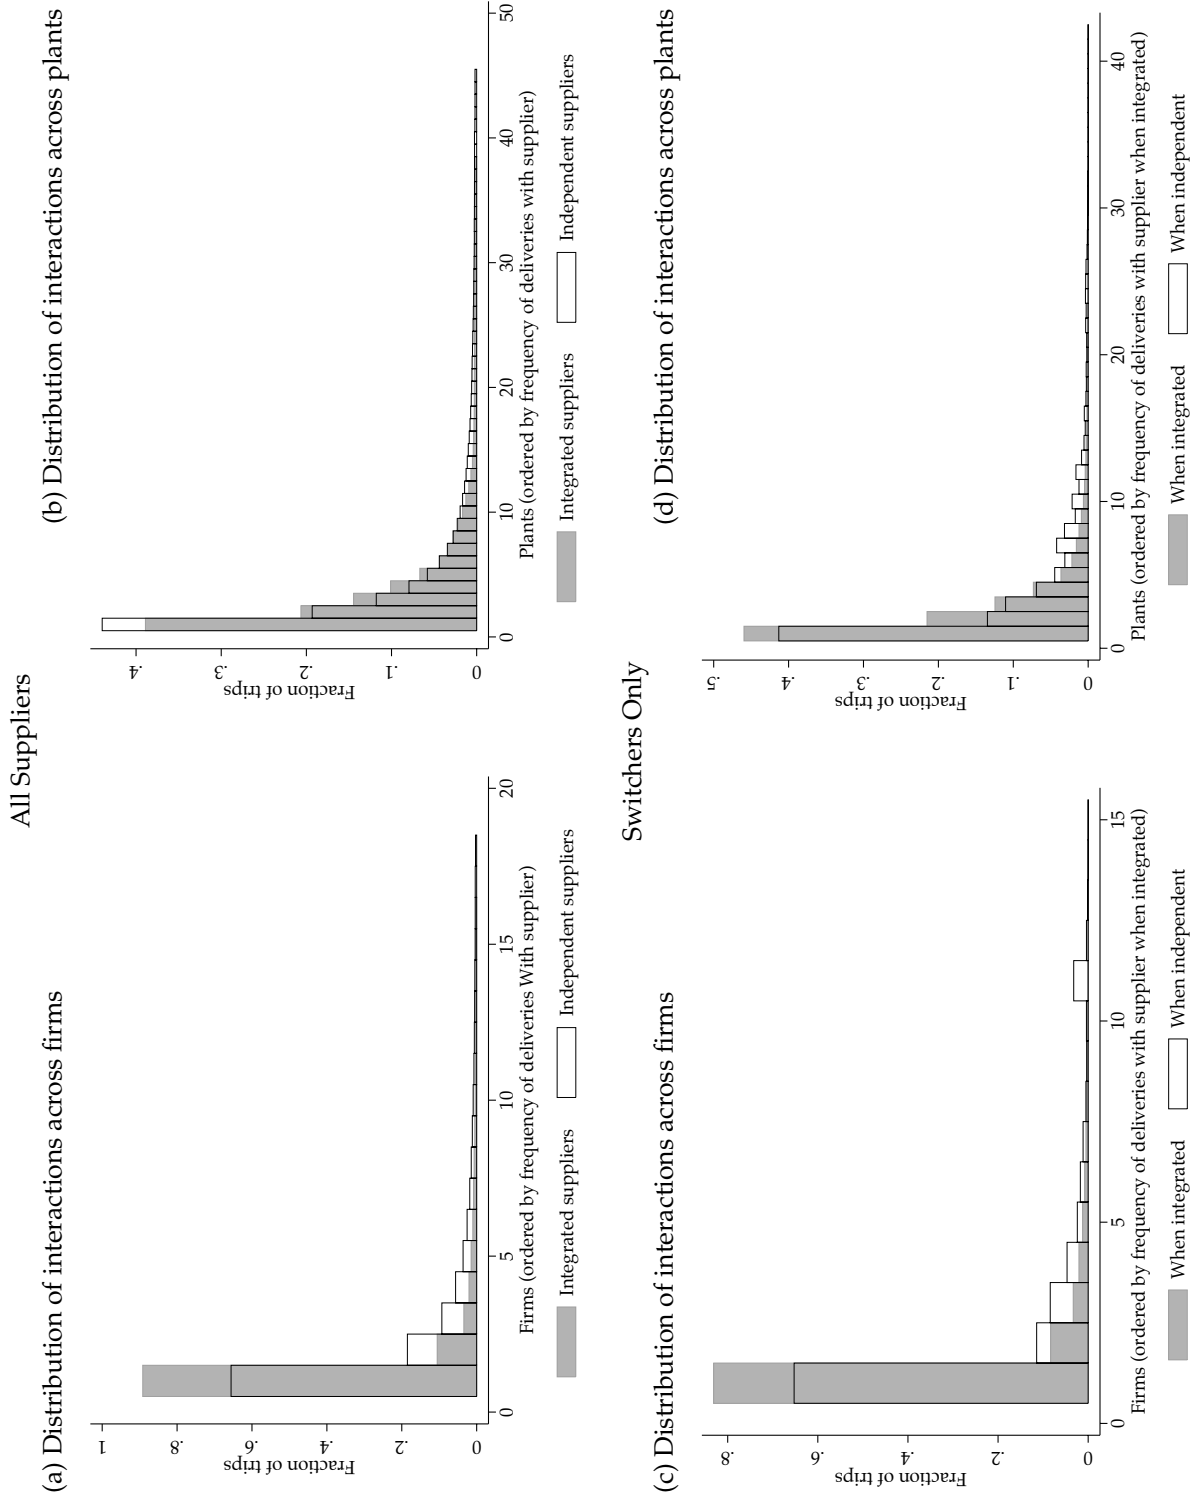 All Suppliers
(a) Distribution of interactions across firms
Fraction of trips
0 .2 .4 .6 .8 1
0 5 10 15 20
Firms (ordered by frequency of deliveries With supplier)
Integrated suppliers Independent suppliers
(b) Distribution of interactions across plants
Fraction of trips
0 .1 .2 .3 .4
0 10 20 30 40 50
Plants (ordered by frequency of deliveries with supplier)
Integrated suppliers Independent suppliers
Switchers Only
(c) Distribution of interactions across firms
Fraction of trips
0 .2 .4 .6 .8
0 5 10 15
Firms (ordered by frequency of deliveries with supplier when integrated)
When integrated When independent
(d) Distribution of interactions across plants
Fraction of trips
0 .1 .2 .3 .4 .5
0 10 20 30 40
Plants (ordered by frequency of deliveries with supplier when integrated)
When integrated When independent